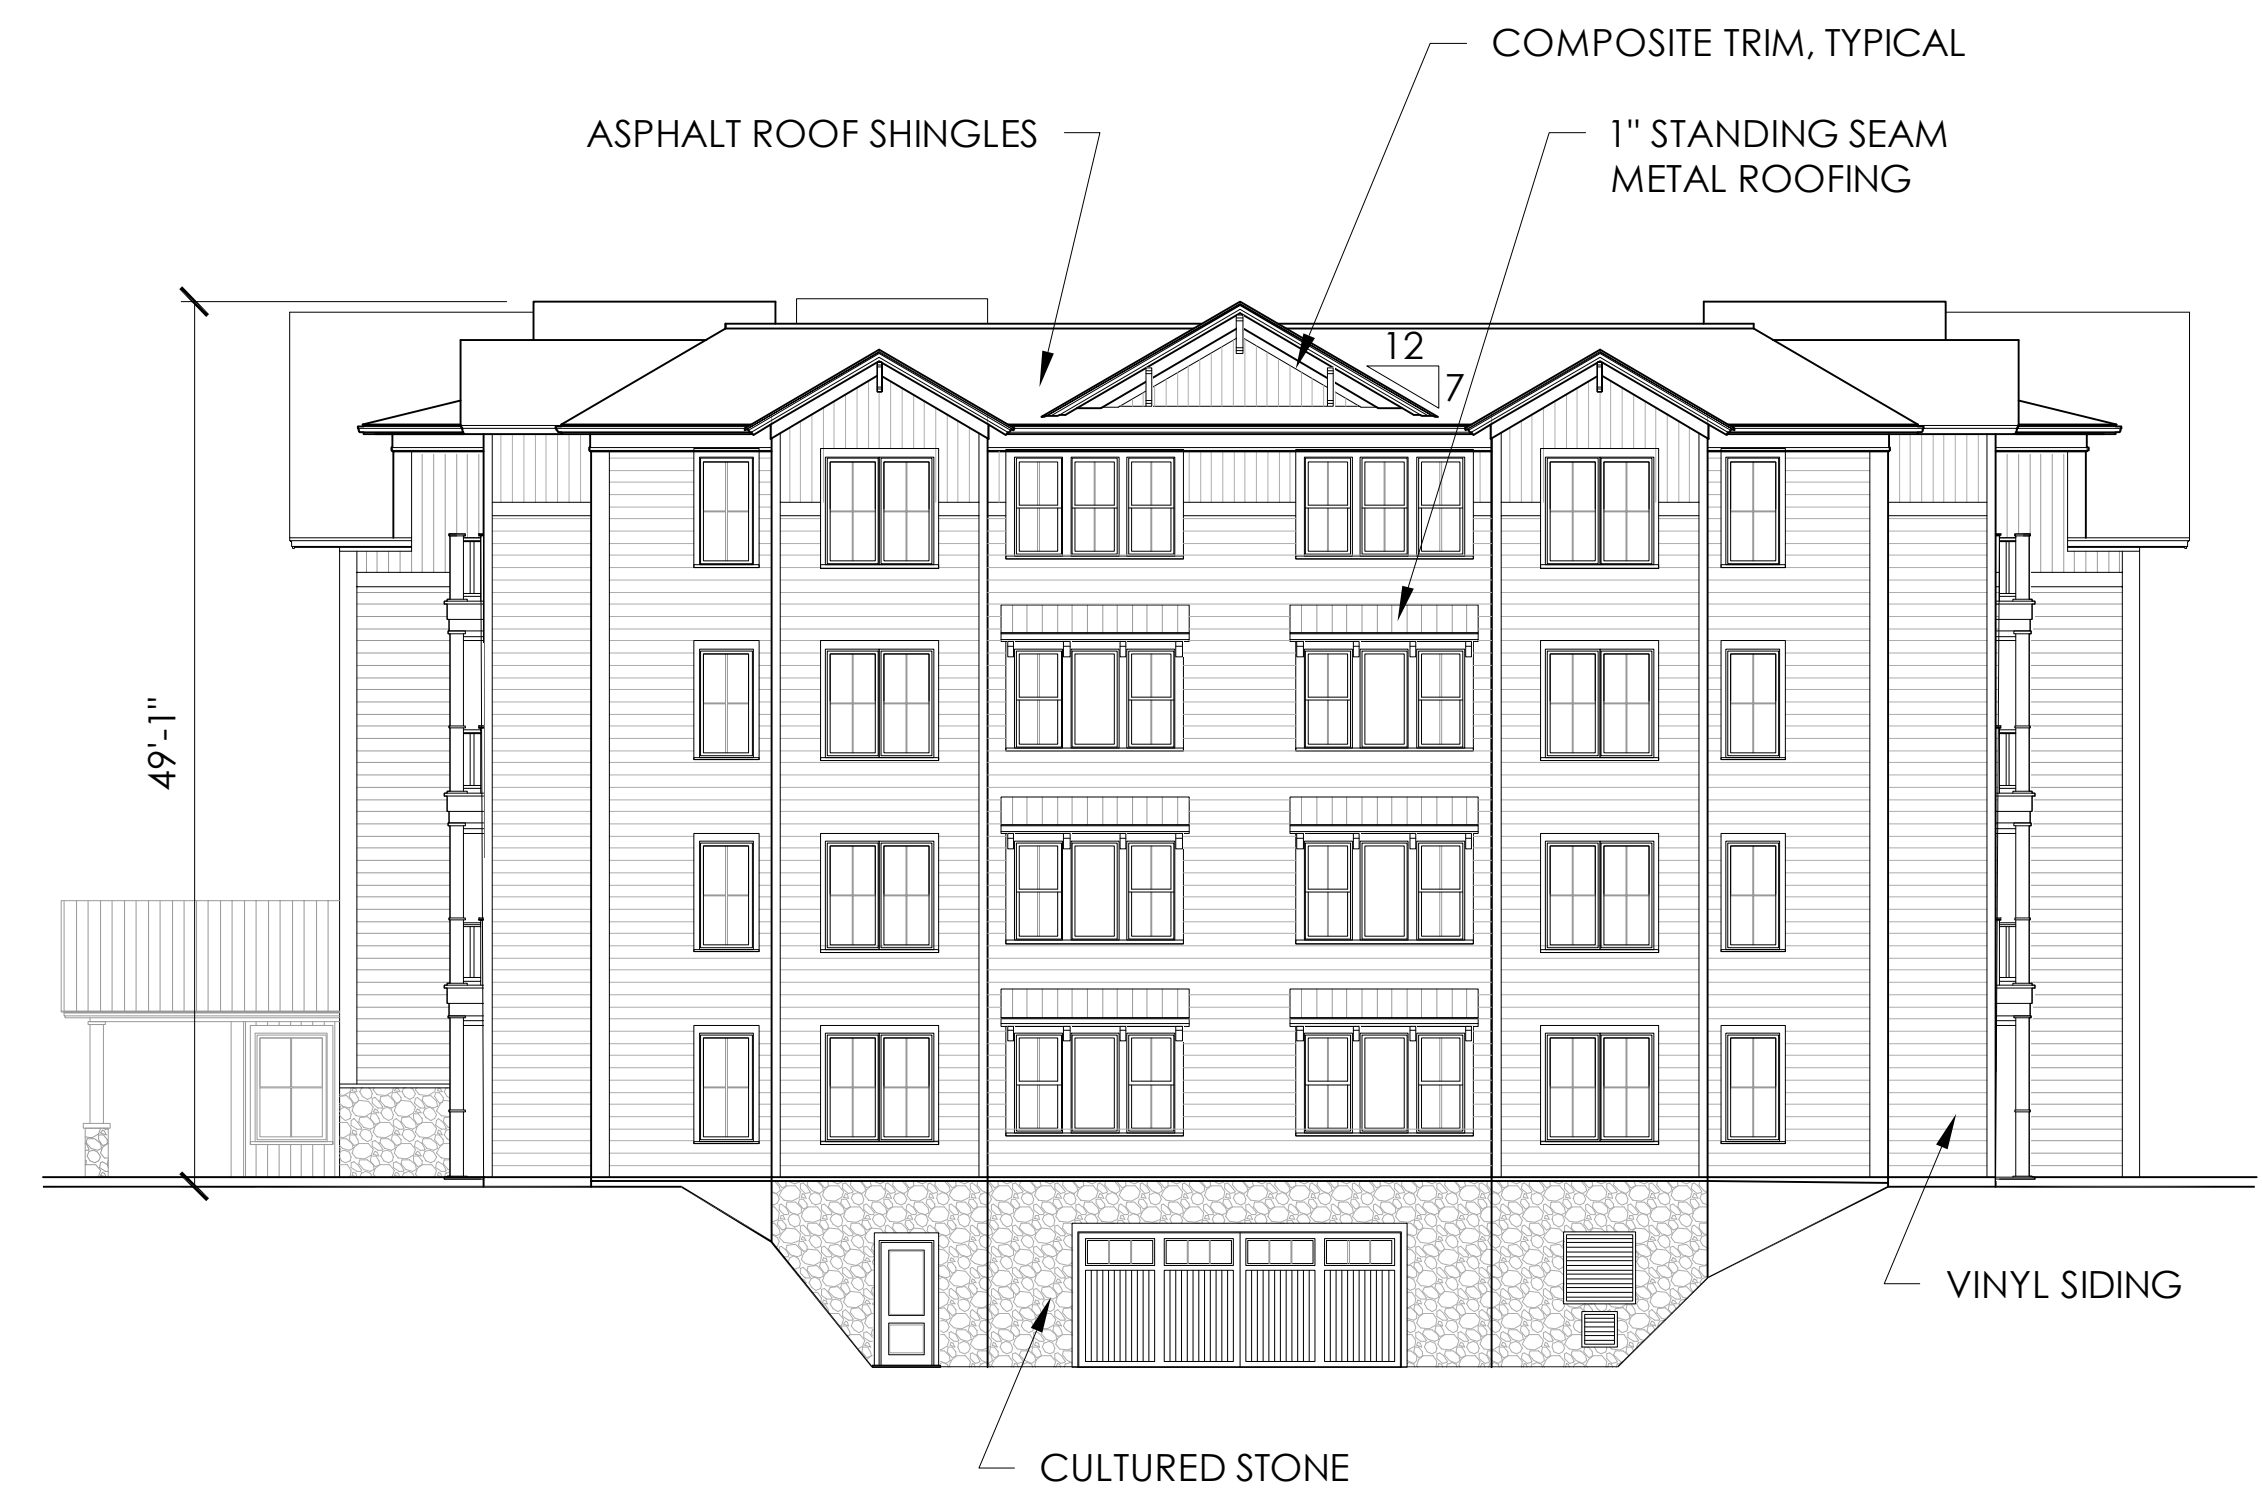 COMPOSITE TRIM, TYPICAL
ASPHALT ROOF SHINGLES
1" STANDING SEAM
METAL ROOFING
12
7
49'-1"
VINYL SIDING
CULTURED STONE